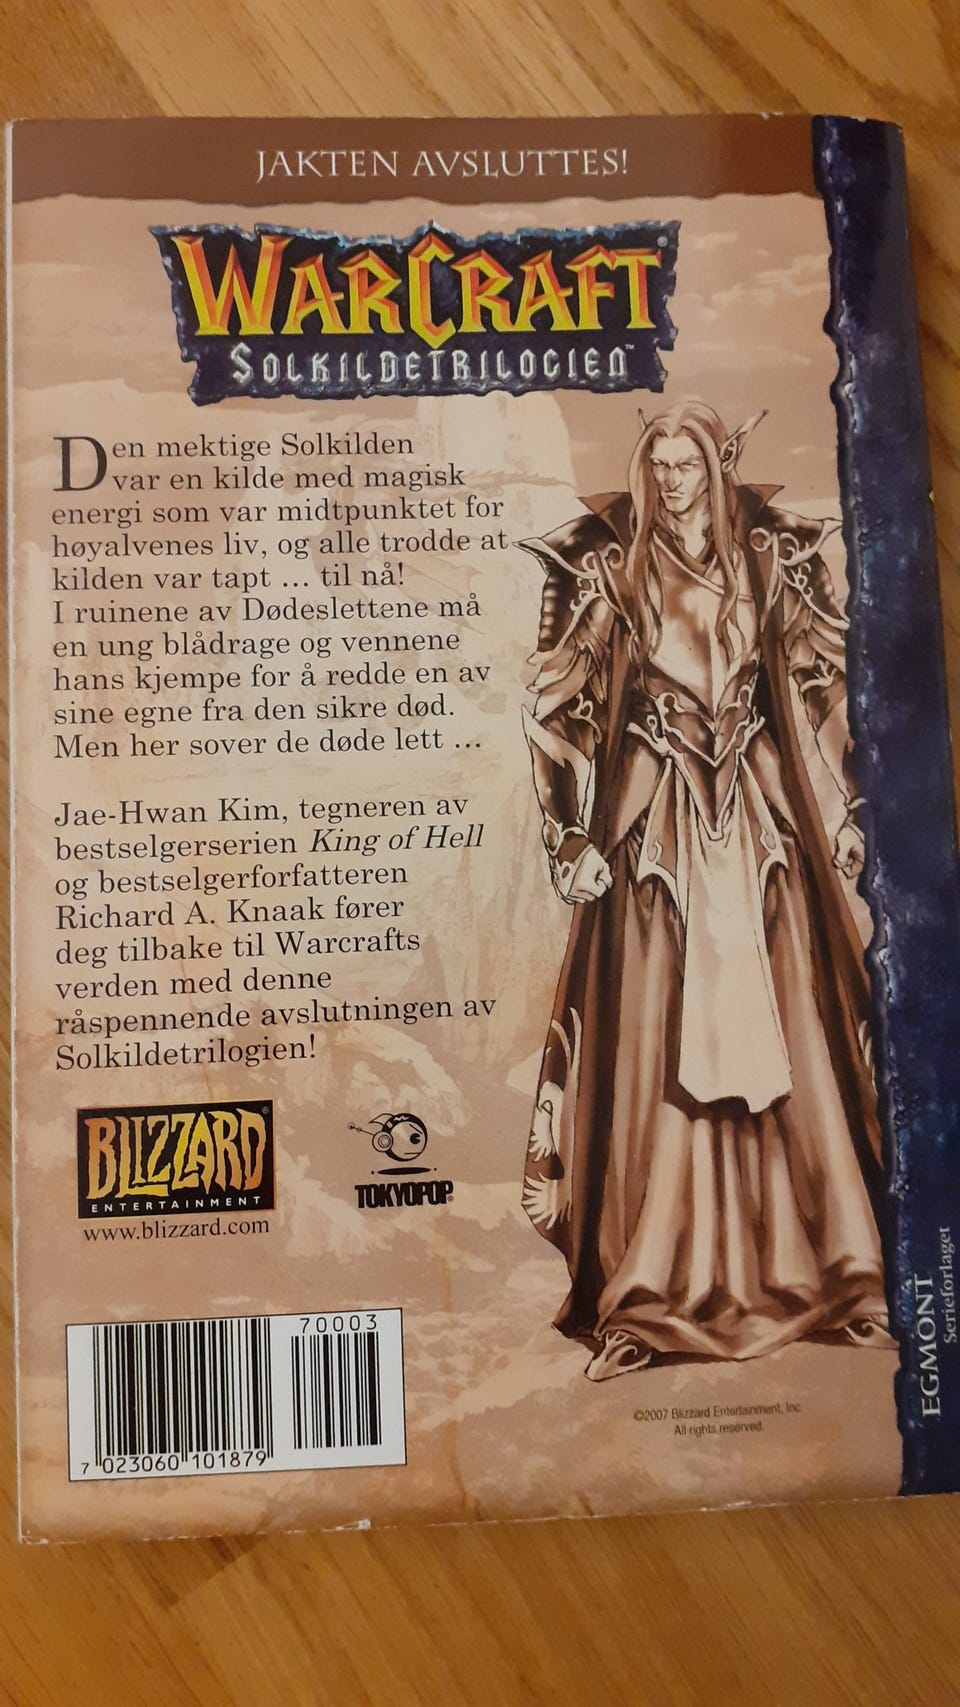 JAKTEN AVSLUTTES!
WARCRAFT®
SOLKILDETRILOGIEN™
Den mektige Solkilden
var en kilde med magisk
energi som var midtpunktet for
høyalvenes liv, og alle trodde at
kilden var tapt ... til nå!
I ruinene av Dødeslettene må
en ung blådrage og vennene
hans kjempe for å redde en av
sine egne fra den sikre død.
Men her sover de døde lett ...
Jae-Hwan Kim, tegneren av
bestselgerserien King of Hell
og bestselgerforfatteren
Richard A. Knaak fører
deg tilbake til Warcrafts
verden med denne
råspennende avslutningen av
Solkildetrilogien!
BLIZZARD®
ENTERTAINMENT
www.blizzard.com
TOKYOPOP®
70003
7 023060 101879
©2007 Blizzard Entertainment, Inc.
All rights reserved.
EGMONT
Serieforlaget